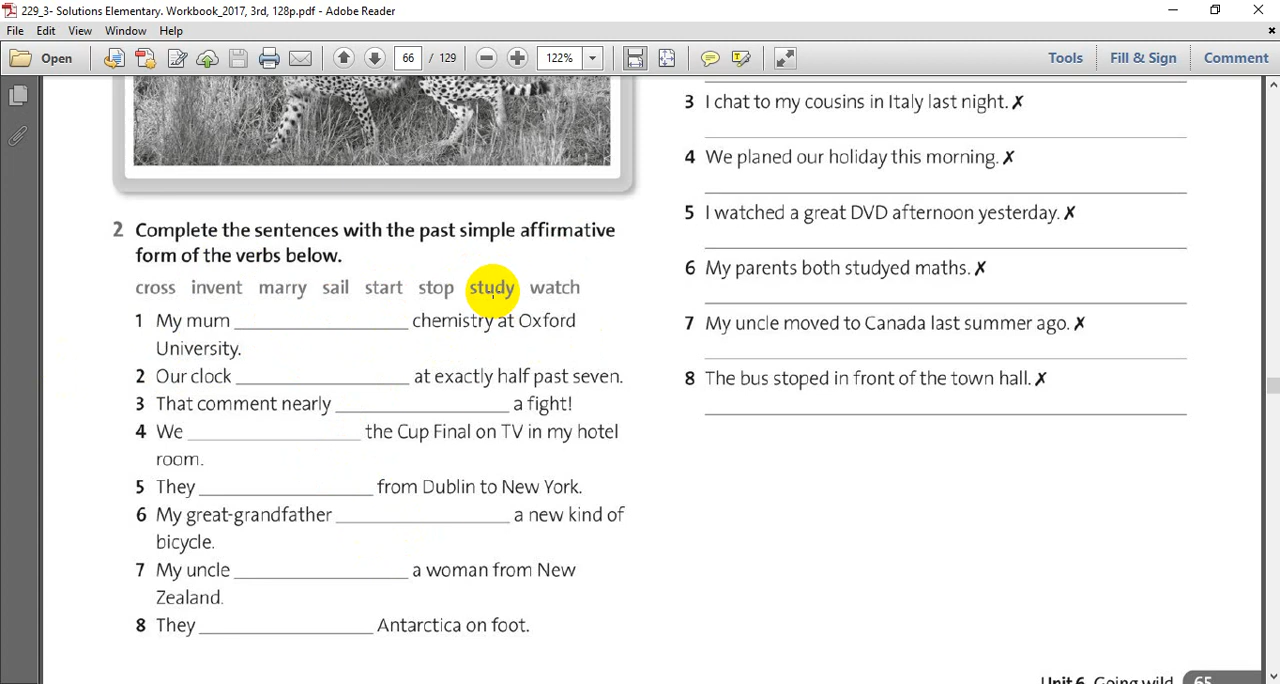 229_3- Solutions Elementary. Workbook_2017, 3rd, 128p.pdf - Adobe Reader
File Edit View Window Help
Open 66 / 129 122% Tools Fill & Sign Comment
2 Complete the sentences with the past simple affirmative
form of the verbs below.
cross invent marry sail start stop study watch
1 My mum ____________ chemistry at Oxford
University.
2 Our clock ____________ at exactly half past seven.
3 That comment nearly ____________ a fight!
4 We ____________ the Cup Final on TV in my hotel
room.
5 They ____________ from Dublin to New York.
6 My great-grandfather ____________ a new kind of
bicycle.
7 My uncle ____________ a woman from New
Zealand.
8 They ____________ Antarctica on foot.
3 I chat to my cousins in Italy last night. ✗
4 We planed our holiday this morning. ✗
5 I watched a great DVD afternoon yesterday. ✗
6 My parents both studyed maths. ✗
7 My uncle moved to Canada last summer ago. ✗
8 The bus stoped in front of the town hall. ✗
Unit 6 Going wild 65